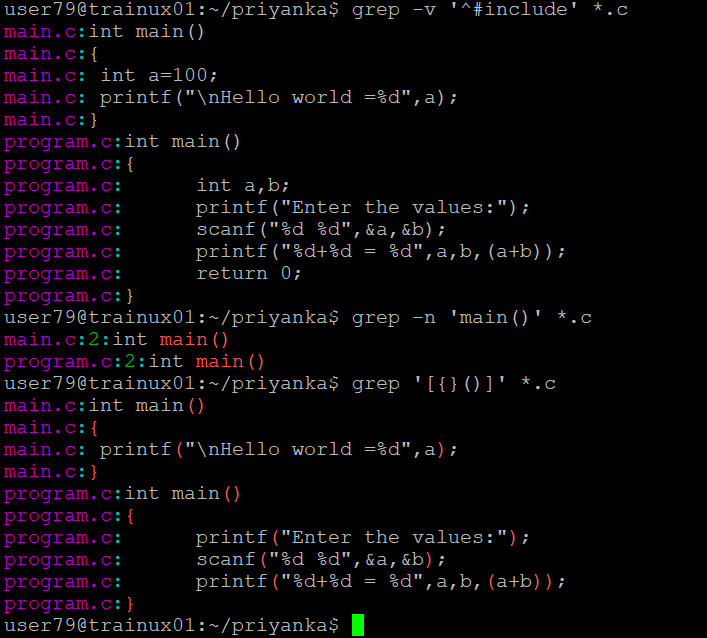 user79@trainux01:~/priyanka$ grep -v '^#include' *.c
main.c:int main()
main.c:{
main.c: int a=100;
main.c: printf("\nHello world =%d",a);
main.c:}
program.c:int main()
program.c:{
program.c:      int a,b;
program.c:      printf("Enter the values:");
program.c:      scanf("%d %d",&a,&b);
program.c:      printf("%d+%d = %d",a,b,(a+b));
program.c:      return 0;
program.c:}
user79@trainux01:~/priyanka$ grep -n 'main()' *.c
main.c:2:int main()
program.c:2:int main()
user79@trainux01:~/priyanka$ grep '[{}()]' *.c
main.c:int main()
main.c:{
main.c: printf("\nHello world =%d",a);
main.c:}
program.c:int main()
program.c:{
program.c:      printf("Enter the values:");
program.c:      scanf("%d %d",&a,&b);
program.c:      printf("%d+%d = %d",a,b,(a+b));
program.c:}
user79@trainux01:~/priyanka$